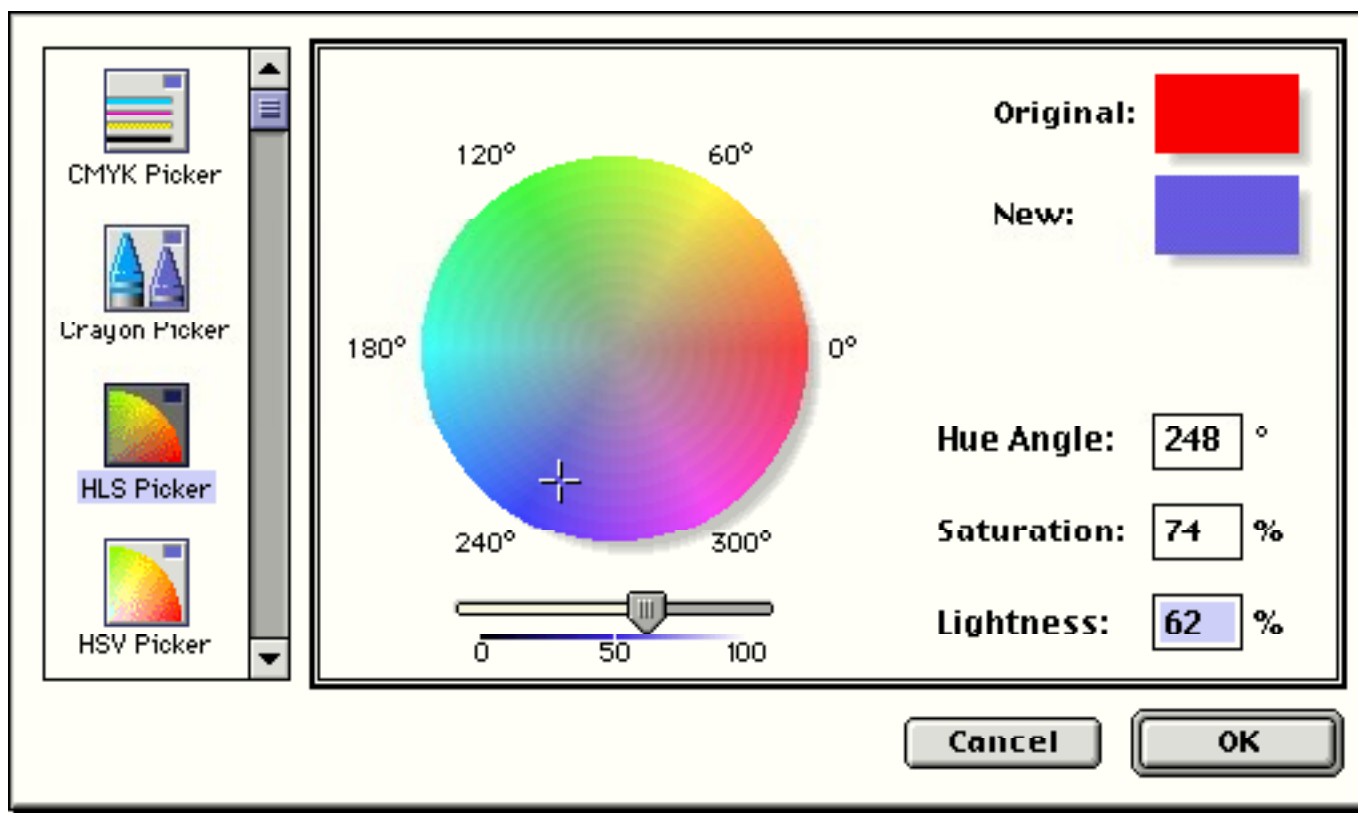 CMYK Picker
Crayon Picker
HLS Picker
HSV Picker
120°
60°
180°
0°
240°
300°
0
50
100
Original:
New:
Hue Angle: 248 °
Saturation: 74 %
Lightness: 62 %
Cancel
OK